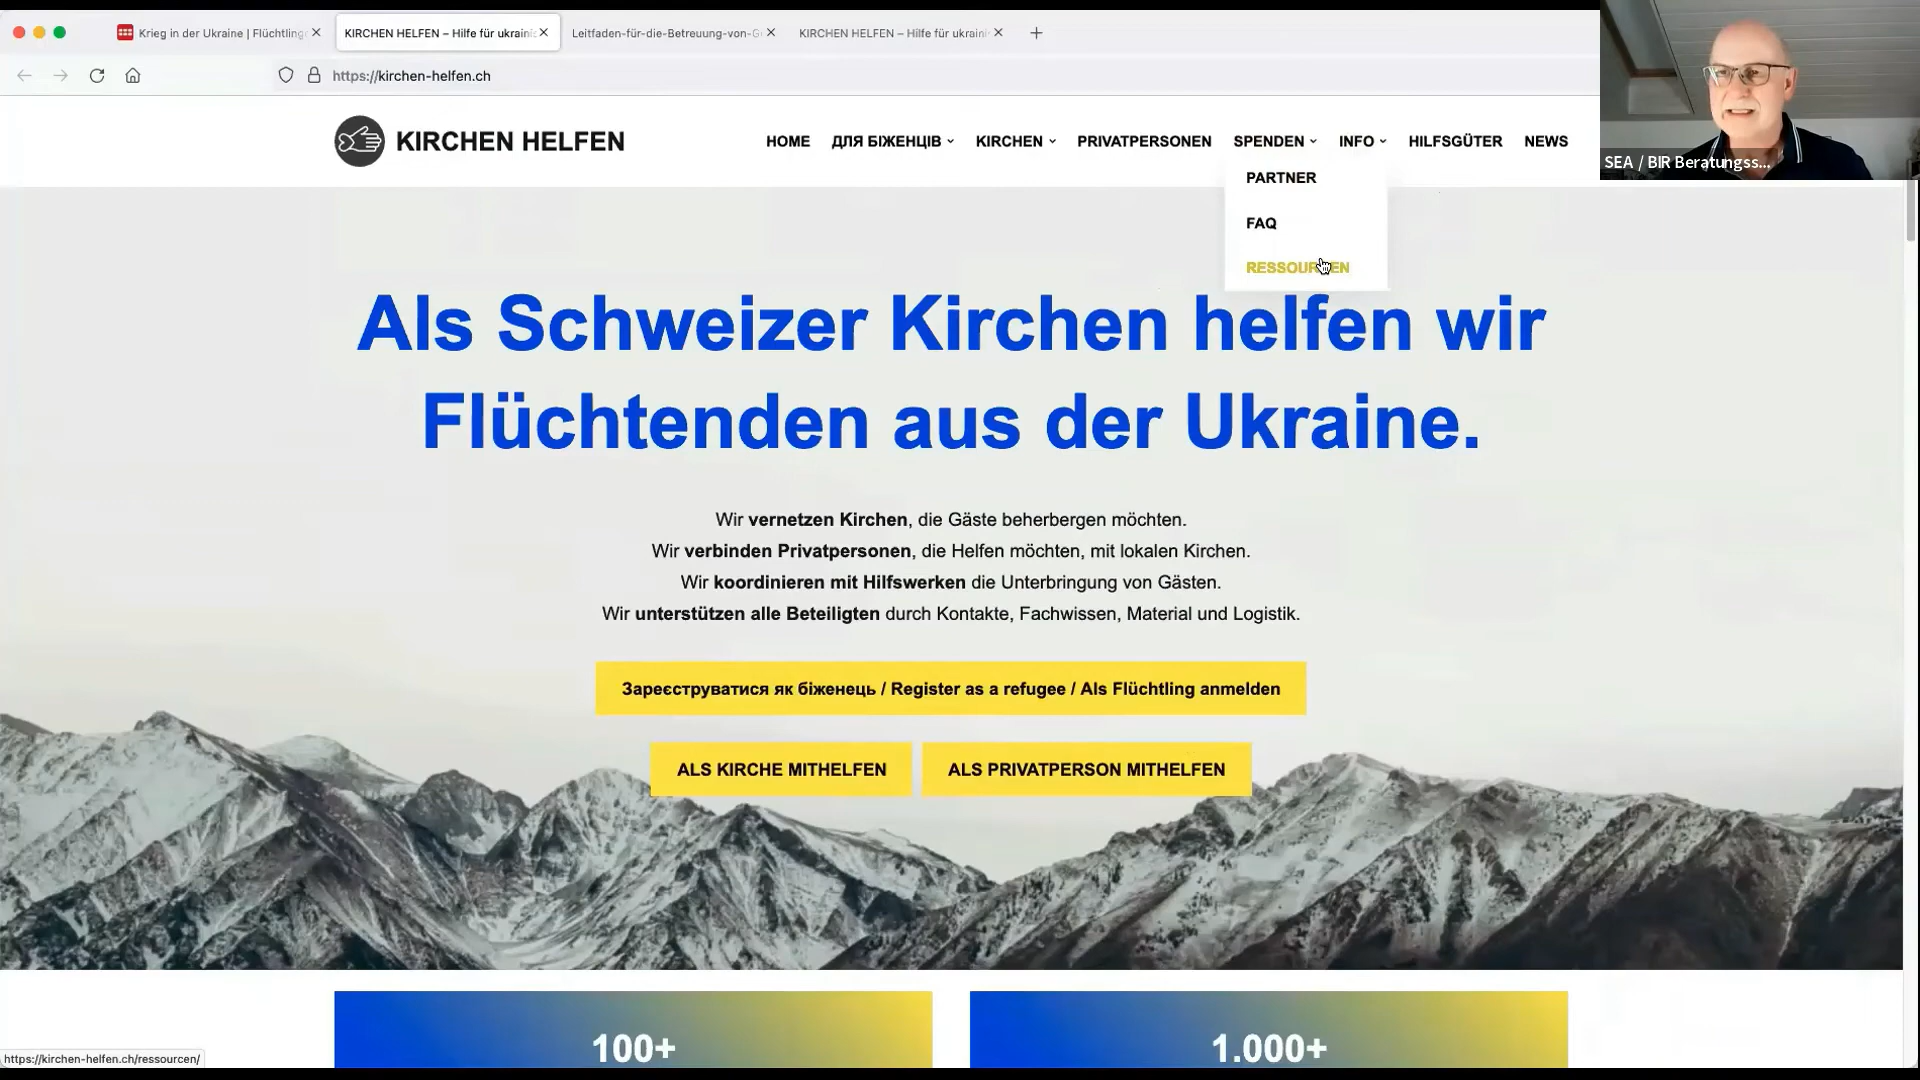 Krieg in der Ukraine | Flüchtling
KIRCHEN HELFEN – Hilfe für ukraini
Leitfaden-für-die-Betreuung-von-G
KIRCHEN HELFEN – Hilfe für ukraini
https://kirchen-helfen.ch
KIRCHEN HELFEN
HOME ДЛЯ БІЖЕНЦІВ KIRCHEN PRIVATPERSONEN SPENDEN INFO HILFSGÜTER NEWS
SEA / BIR Beratungss...
PARTNER
FAQ
RESSOURCEN
Als Schweizer Kirchen helfen wir
Flüchtenden aus der Ukraine.
Wir vernetzen Kirchen, die Gäste beherbergen möchten.
Wir verbinden Privatpersonen, die Helfen möchten, mit lokalen Kirchen.
Wir koordinieren mit Hilfswerken die Unterbringung von Gästen.
Wir unterstützen alle Beteiligten durch Kontakte, Fachwissen, Material und Logistik.
Зареєструватися як біженець / Register as a refugee / Als Flüchtling anmelden
ALS KIRCHE MITHELFEN ALS PRIVATPERSON MITHELFEN
100+ 1.000+
https://kirchen-helfen.ch/ressourcen/